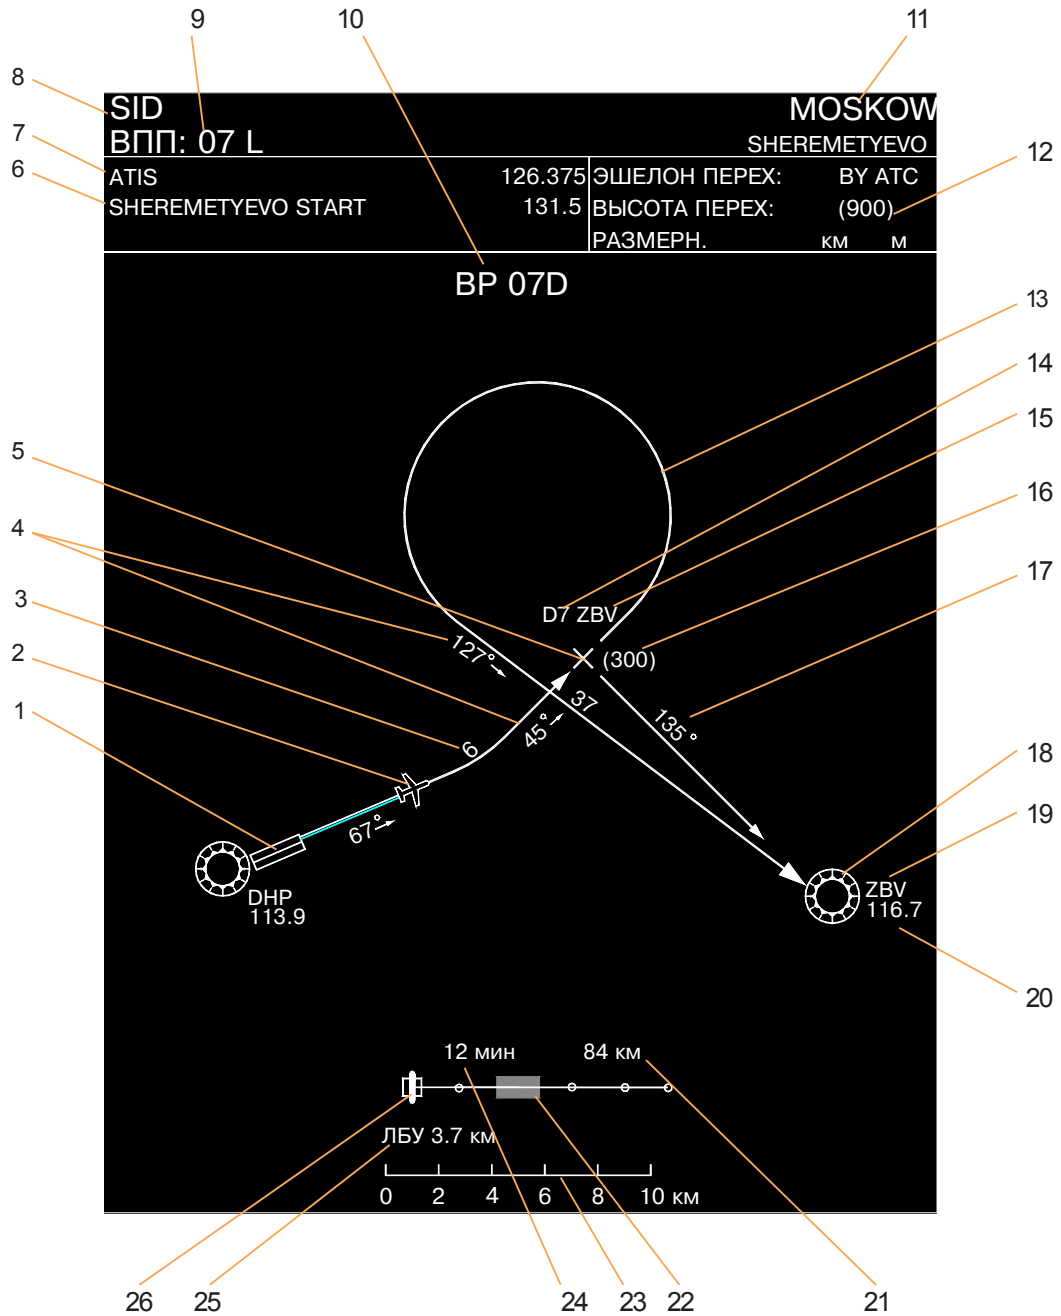 9
10
11
8
SID
MOSKOW
7
ВПП: 07 L
SHEREMETYEVO
12
6
ATIS
126.375
ЭШЕЛОН ПЕРЕХ:
BY ATC
SHEREMETYEVO START
131.5
ВЫСОТА ПЕРЕХ:
(900)
РАЗМЕРН.
км
м
BP 07D
13
14
15
5
16
4
17
3
D7 ZBV
2
127°
(300)
1
37
135°
45°
6
18
67°
19
DHP
113.9
ZBV
116.7
20
12 мин
84 км
ЛБУ 3.7 км
0 2 4 6 8 10 км
26
25
24
23
22
21